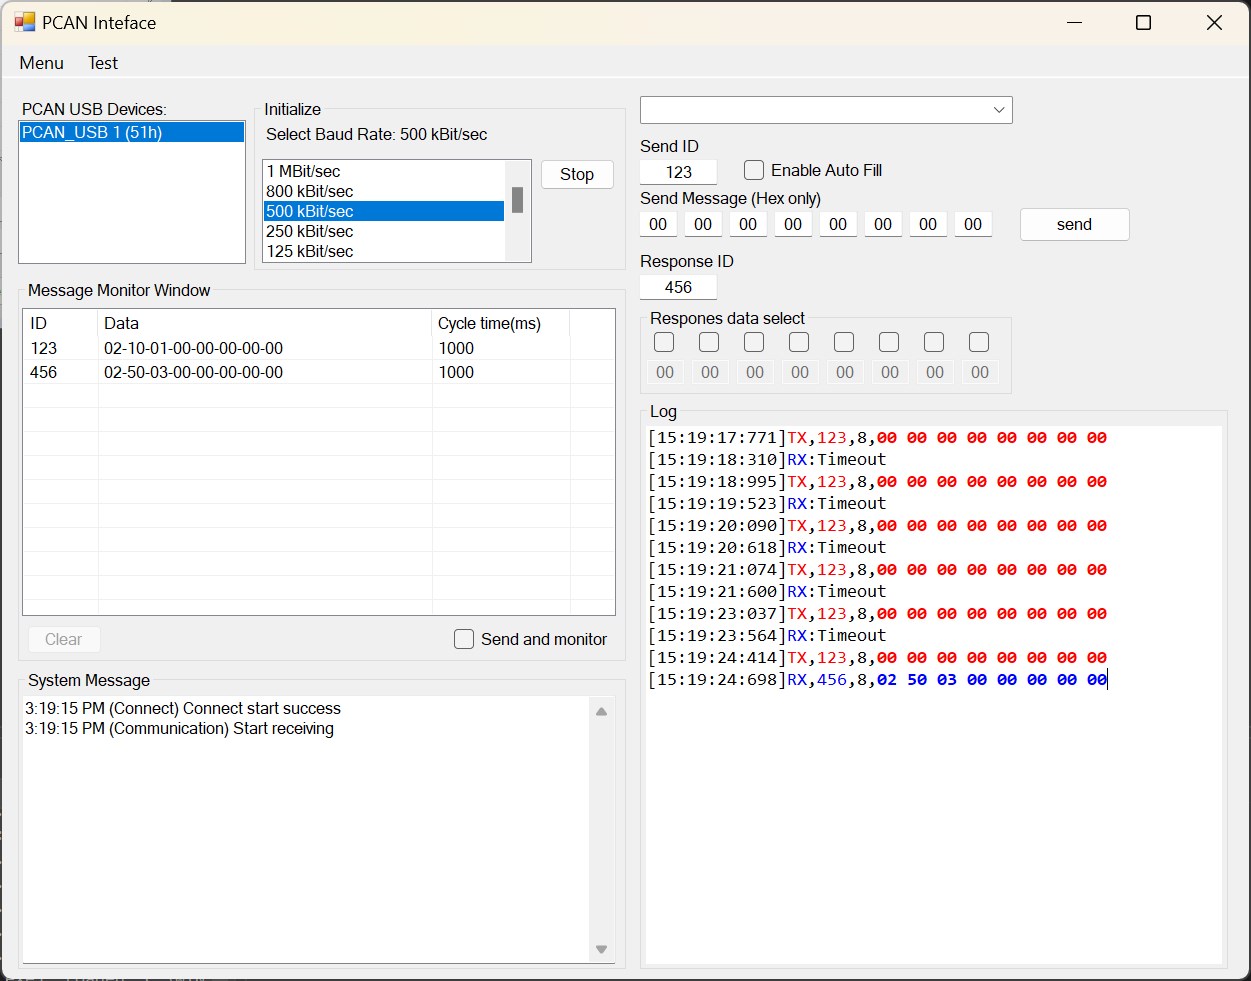 PCAN Inteface
Menu Test
PCAN USB Devices:
PCAN_USB 1 (51h)
Initialize
Select Baud Rate: 500 kBit/sec
1 MBit/sec
800 kBit/sec
500 kBit/sec
250 kBit/sec
125 kBit/sec
Stop
Message Monitor Window
ID Data Cycle time(ms)
123 02-10-01-00-00-00-00-00 1000
456 02-50-03-00-00-00-00-00 1000
Clear
Send and monitor
System Message
3:19:15 PM (Connect) Connect start success
3:19:15 PM (Communication) Start receiving
Send ID
123
Enable Auto Fill
Send Message (Hex only)
00 00 00 00 00 00 00 00
send
Response ID
456
Respones data select
00 00 00 00 00 00 00 00
Log
[15:19:17:771]TX,123,8,00 00 00 00 00 00 00 00
[15:19:18:310]RX:Timeout
[15:19:18:995]TX,123,8,00 00 00 00 00 00 00 00
[15:19:19:523]RX:Timeout
[15:19:20:090]TX,123,8,00 00 00 00 00 00 00 00
[15:19:20:618]RX:Timeout
[15:19:21:074]TX,123,8,00 00 00 00 00 00 00 00
[15:19:21:600]RX:Timeout
[15:19:23:037]TX,123,8,00 00 00 00 00 00 00 00
[15:19:23:564]RX:Timeout
[15:19:24:414]TX,123,8,00 00 00 00 00 00 00 00
[15:19:24:698]RX,456,8,02 50 03 00 00 00 00 00